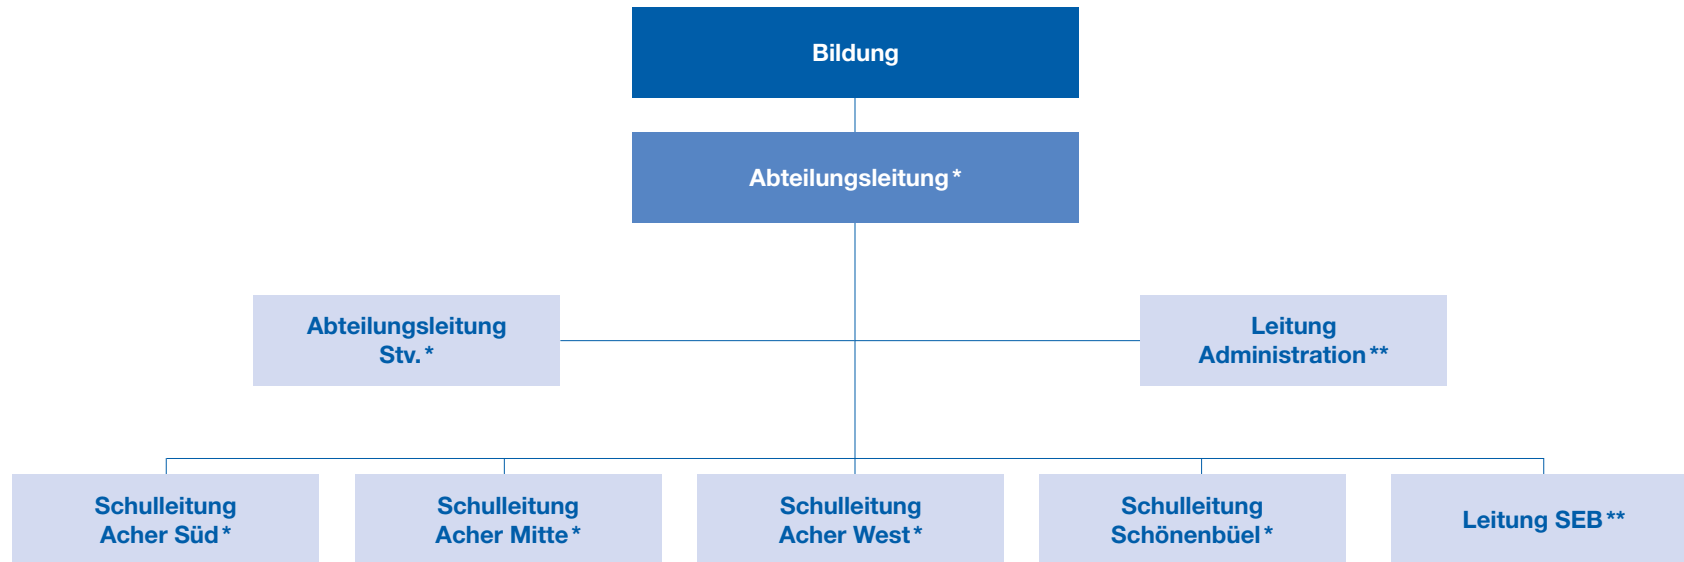 Bildung
Abteilungsleitung*
Abteilungsleitung
Stv.*
Leitung
Administration**
Schulleitung
Acher Süd*
Schulleitung
Acher Mitte*
Schulleitung
Acher West*
Schulleitung
Schönenbüel*
Leitung SEB**